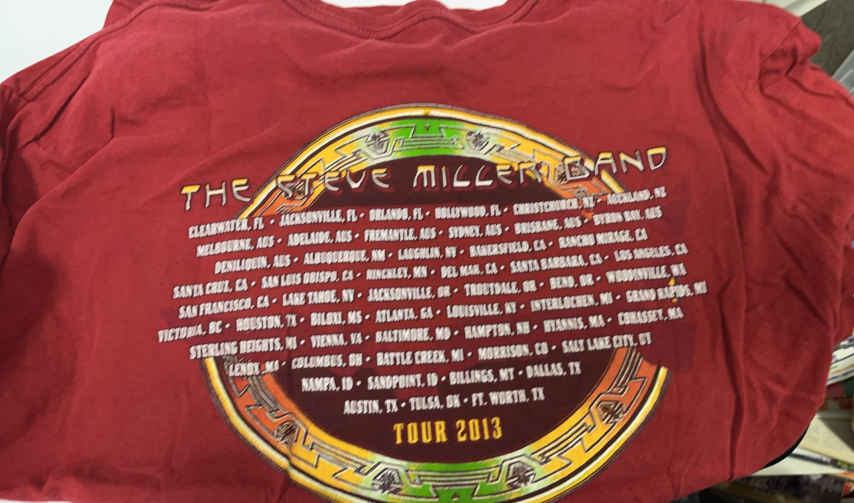 THE STEVE MILLER BAND
CLEARWATER, FL • JACKSONVILLE, FL • ORLANDO, FL • HOLLYWOOD, FL • CHRISTCHURCH, NZ • AUCKLAND, NZ
MELBOURNE, AUS • ADELAIDE, AUS • FREMANTLE, AUS • SYDNEY, AUS • BRISBANE, AUS • BYRON BAY, AUS
DENILIQUIN, AUS • ALBUQUERQUE, NM • LAUGHLIN, NV • BAKERSFIELD, CA • RANCHO MIRAGE, CA
SANTA CRUZ, CA • SAN LUIS OBISPO, CA • HINCKLEY, MN • DEL MAR, CA • SANTA BARBARA, CA • LOS ANGELES, CA
SAN FRANCISCO, CA • LAKE TAHOE, NV • JACKSONVILLE, OR • TROUTDALE, OR • BEND, OR • WOODINVILLE, WA
VICTORIA, BC • HOUSTON, TX • BILOXI, MS • ATLANTA, GA • LOUISVILLE, KY • INTERLOCHEN, MI • GRAND RAPIDS, MI
STERLING HEIGHTS, MI • VIENNA, VA • BALTIMORE, MD • HAMPTON, NH • HYANNIS, MA • COHASSET, MA
LENOX, MA • COLUMBUS, OH • BATTLE CREEK, MI • MORRISON, CO • SALT LAKE CITY, UT
NAMPA, ID • SANDPOINT, ID • BILLINGS, MT • DALLAS, TX
AUSTIN, TX • TULSA, OK • FT. WORTH, TX
TOUR 2013